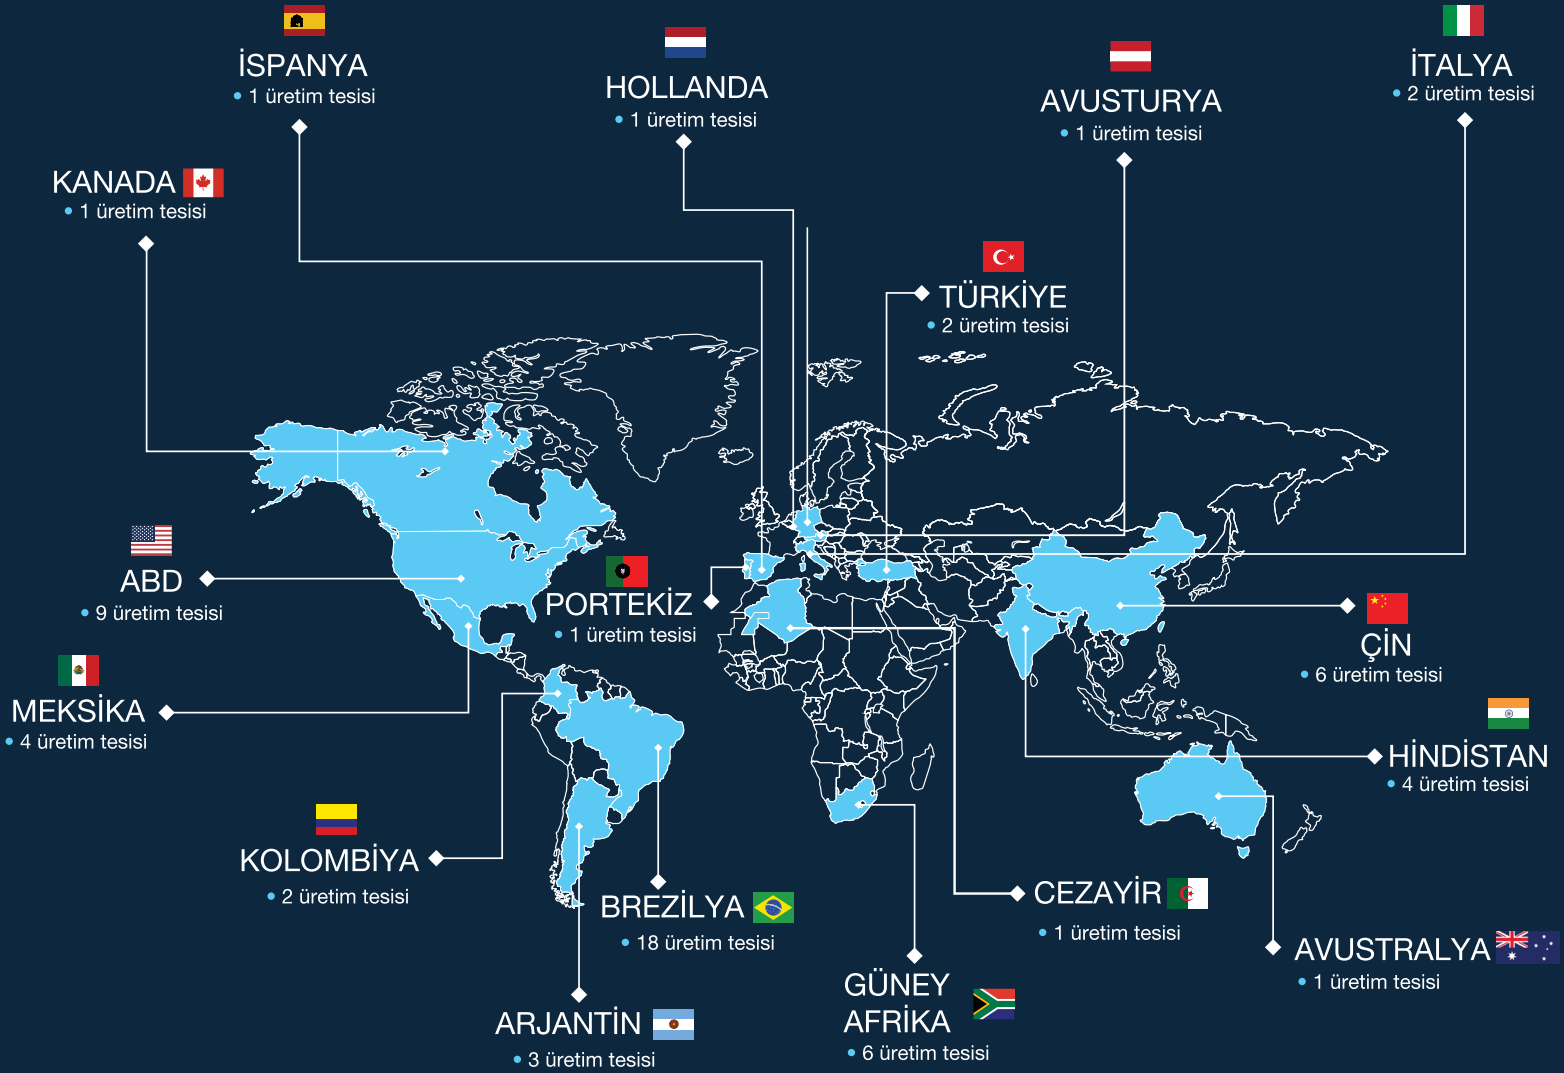 İSPANYA
• 1 üretim tesisi
HOLLANDA
• 1 üretim tesisi
AVUSTURYA
• 1 üretim tesisi
İTALYA
• 2 üretim tesisi
KANADA
• 1 üretim tesisi
TÜRKİYE
• 2 üretim tesisi
ABD
• 9 üretim tesisi
PORTEKİZ
• 1 üretim tesisi
ÇİN
• 6 üretim tesisi
MEKSİKA
• 4 üretim tesisi
HİNDİSTAN
• 4 üretim tesisi
KOLOMBİYA
• 2 üretim tesisi
BREZİLYA
• 18 üretim tesisi
CEZAYİR
• 1 üretim tesisi
AVUSTRALYA
• 1 üretim tesisi
GÜNEY
AFRİKA
• 6 üretim tesisi
ARJANTİN
• 3 üretim tesisi